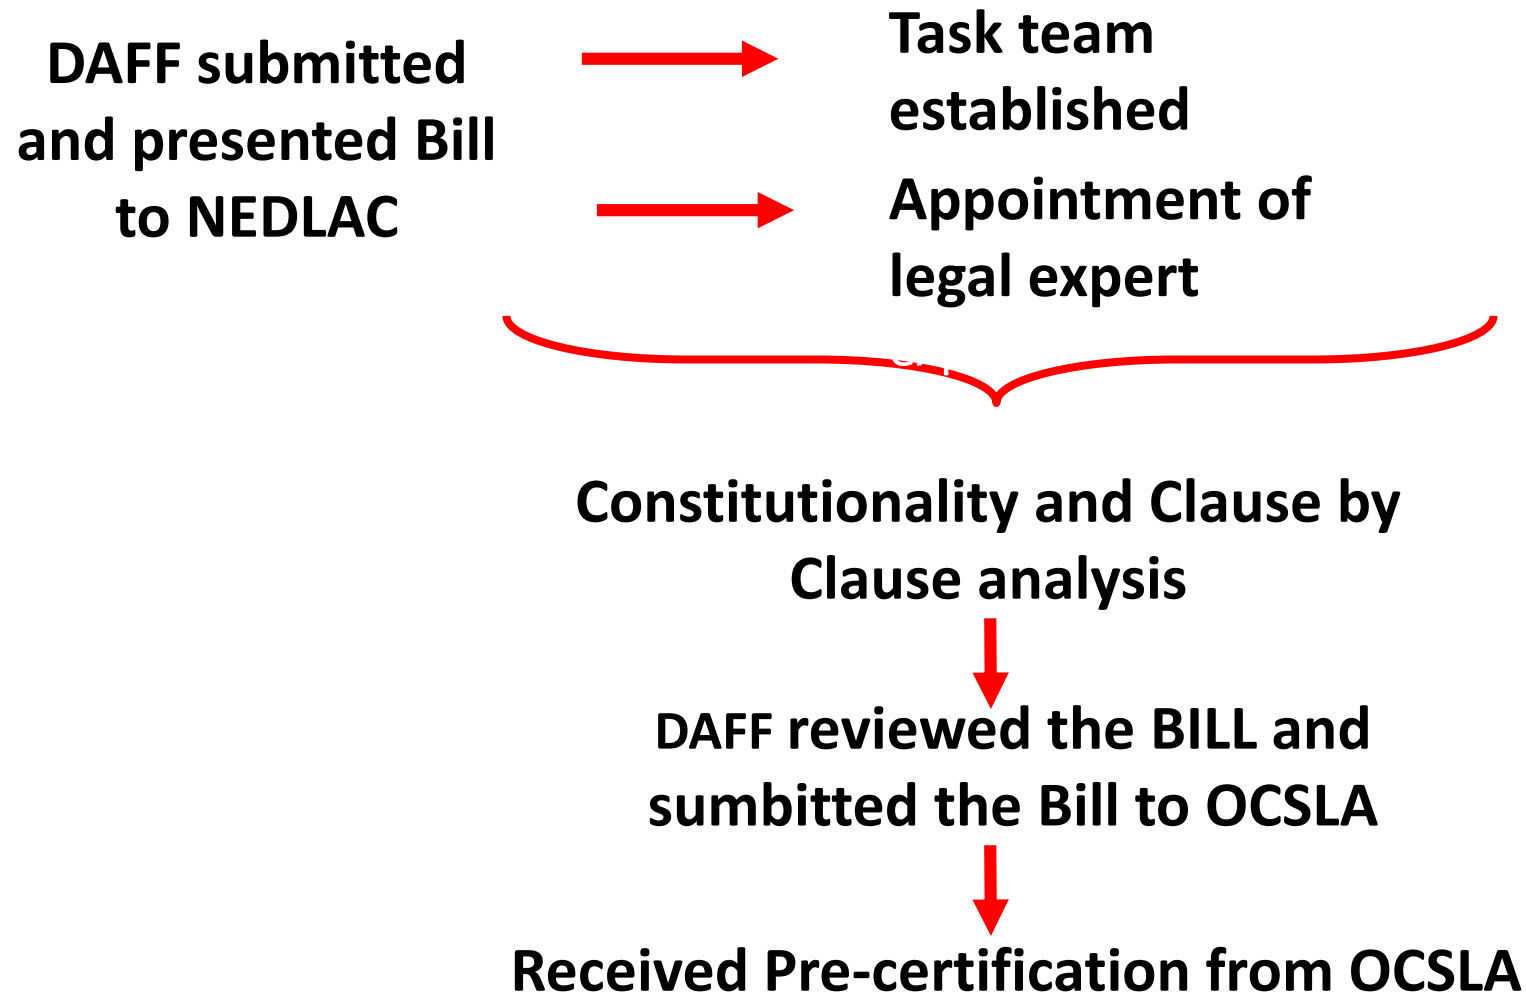 DAFF submitted
and presented Bill
to NEDLAC
Task team
established
Appointment of
legal expert
Constitutionality and Clause by
Clause analysis
DAFF reviewed the BILL and
sumbitted the Bill to OCSLA
Received Pre-certification from OCSLA